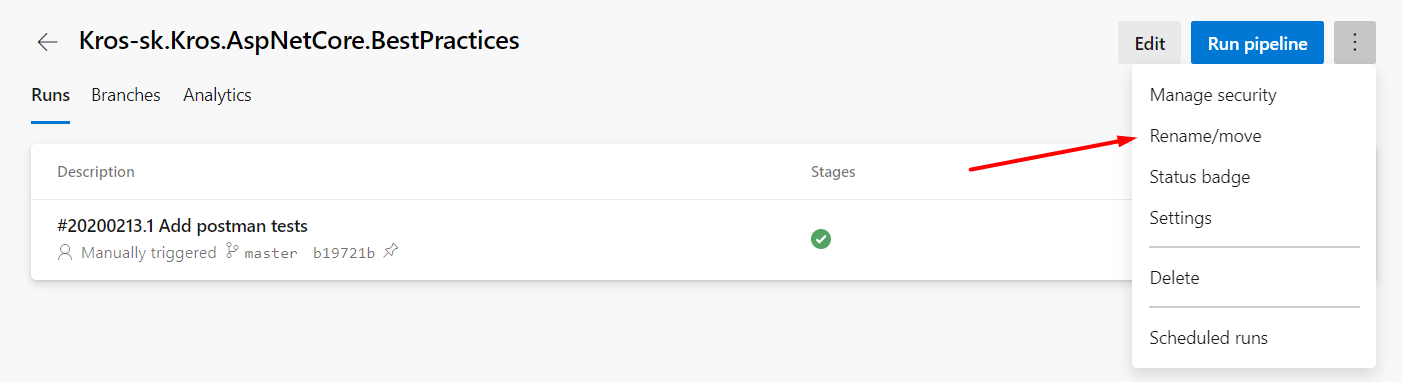 Kros-sk.Kros.AspNetCore.BestPractices
Edit
Run pipeline
Runs Branches Analytics
Manage security
Rename/move
Status badge
Settings
Delete
Scheduled runs
Description Stages
#20200213.1 Add postman tests
Manually triggered master b19721b